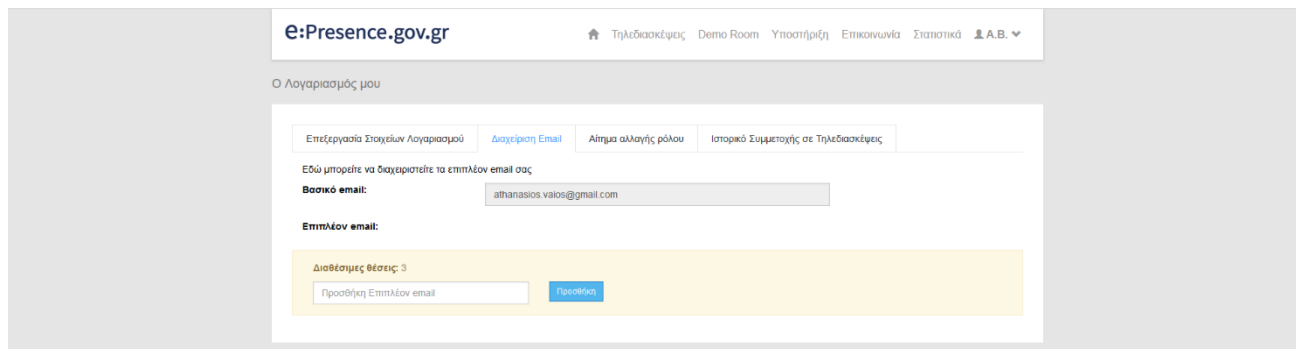 e:Presence.gov.gr
Τηλεδιασκέψεις Demo Room Υποστήριξη Επικοινωνία Στατιστικά A.B.
Ο Λογαριασμός μου
Επεξεργασία Στοιχείων Λογαριασμού Διαχείριση Email Αίτημα αλλαγής ρόλου Ιστορικό Συμμετοχής σε Τηλεδιασκέψεις
Εδώ μπορείτε να διαχειριστείτε τα επιπλέον email σας
Βασικό email: athanasios.vaios@gmail.com
Επιπλέον email:
Διαθέσιμες θέσεις: 3
Προσθήκη Επιπλέον email Προσθήκη